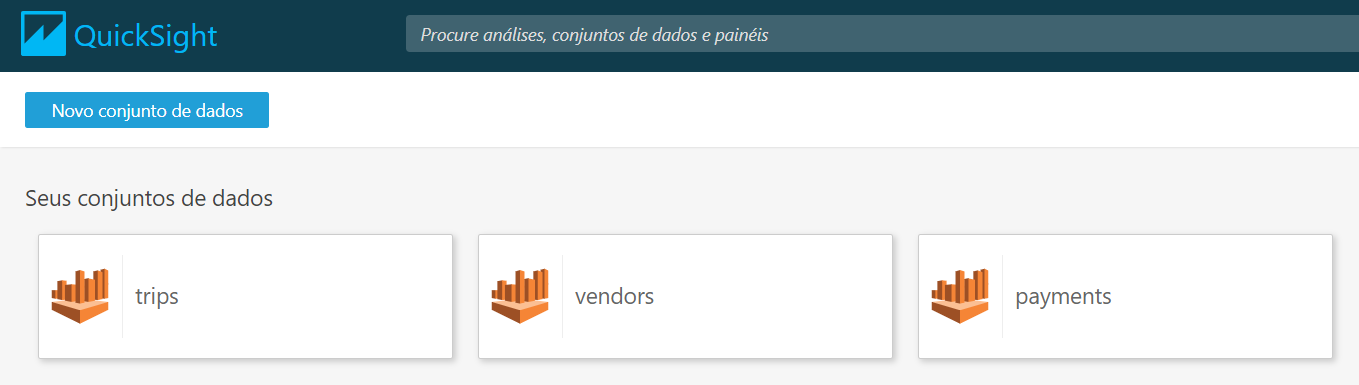 QuickSight
Procure análises, conjuntos de dados e painéis
Novo conjunto de dados
Seus conjuntos de dados
trips
vendors
payments